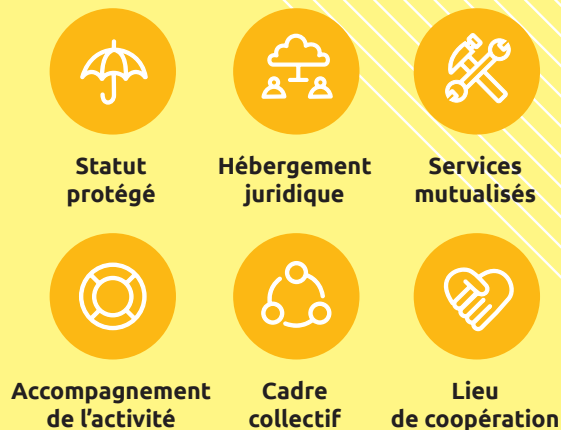 Statut
protégé
Hébergement
juridique
Services
mutualisés
Accompagnement
de l’activité
Cadre
collectif
Lieu
de coopération